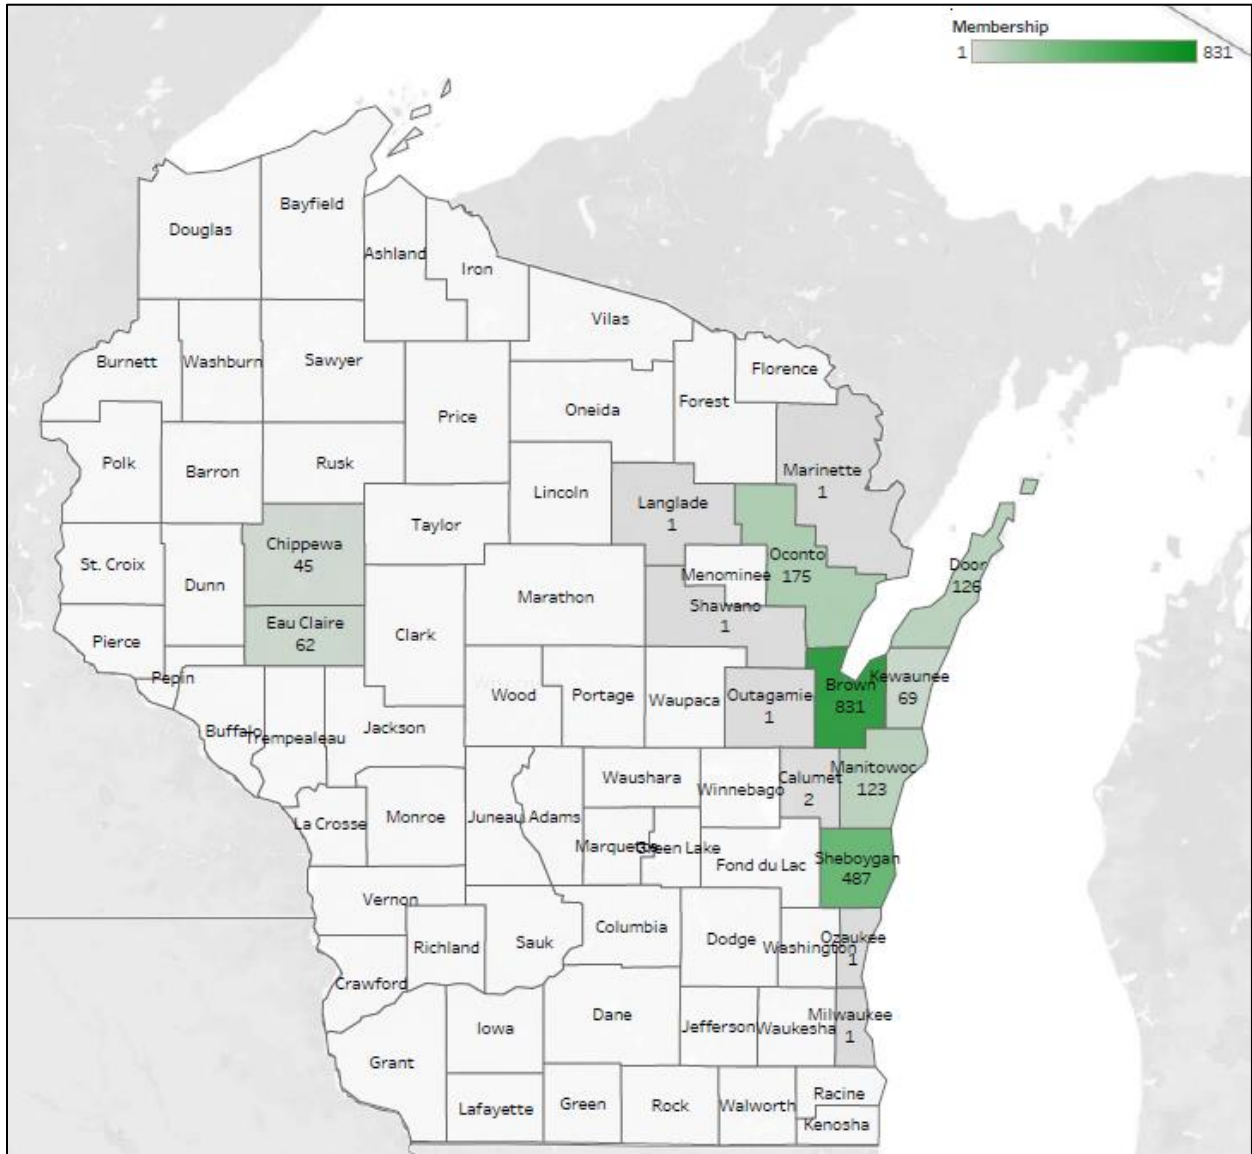 Membership
1 831
Douglas
Bayfield
Ashland
Iron
Vilas
Burnett
Washburn
Sawyer
Florence
Price
Oneida
Forest
Polk
Barron
Rusk
Lincoln
Langlade
1
Marinette
1
Taylor
Chippewa
45
St. Croix
Dunn
Menominee
Oconto
175
Door
126
Marathon
Shawano
1
Eau Claire
62
Pierce
Clark
Pepin
Wood
Portage
Waupaca
Outagamie
1
Brown
831
Kewaunee
69
Buffalo
Trempealeau
Jackson
Waushara
Winnebago
Calumet
2
Manitowoc
123
La Crosse
Monroe
Juneau
Adams
Marquette
Green Lake
Fond du Lac
Sheboygan
487
Vernon
Richland
Sauk
Columbia
Dodge
Washington
Ozaukee
1
Crawford
Iowa
Dane
Jefferson
Waukesha
Milwaukee
1
Grant
Lafayette
Green
Rock
Walworth
Racine
Kenosha